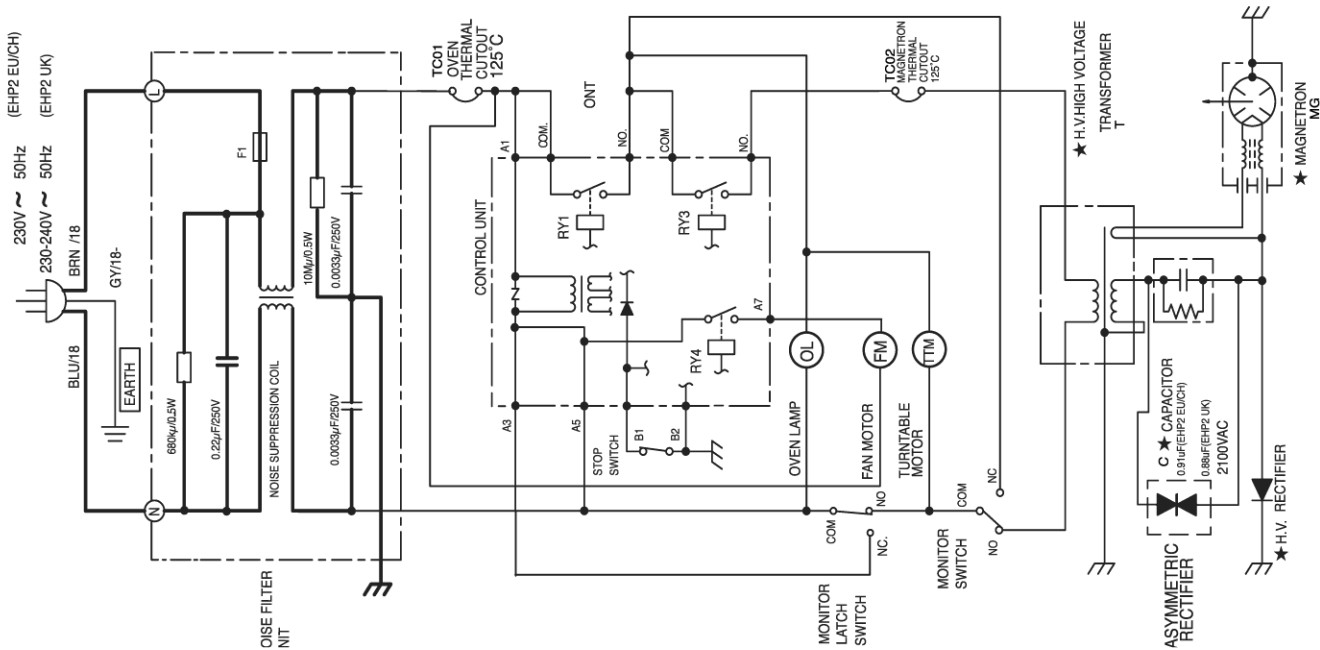 230V ~ 50Hz (EHP2 EU/CH)
230-240V ~ 50Hz (EHP2 UK)
BRN /18
GY/18-
BLU/18
EARTH
L
N
F1
680kμ/0.5W
0.22μF/250V
NOISE SUPPRESSION COIL
10Mμ/0.5W
0.0033μF/250V
0.0033μF/250V
OISE FILTER
NIT
TC01
OVEN
THERMAL
CUTOUT
125°C
ONT
A1
COM.
NO.
COM
NO.
CONTROL UNIT
RY1
RY3
RY4
A7
A3
A5
STOP
SWITCH
B1
B2
TC02
MAGNETRON
THERMAL
CUTOUT
125°C
OL
FM
TTM
OVEN LAMP
FAN MOTOR
TURNTABLE
MOTOR
COM
NO
NC.
COM
NC
NO
MONITOR
LATCH
SWITCH
MONITOR
SWITCH
★ H.V.HIGH VOLTAGE
TRANSFORMER
T
★ MAGNETRON
MG
C ★ CAPACITOR
0.91uF(EHP2 EU/CH)
0.88uF(EHP2 UK)
2100VAC
ASYMMETRIC
RECTIFIER
★ H.V. RECTIFIER